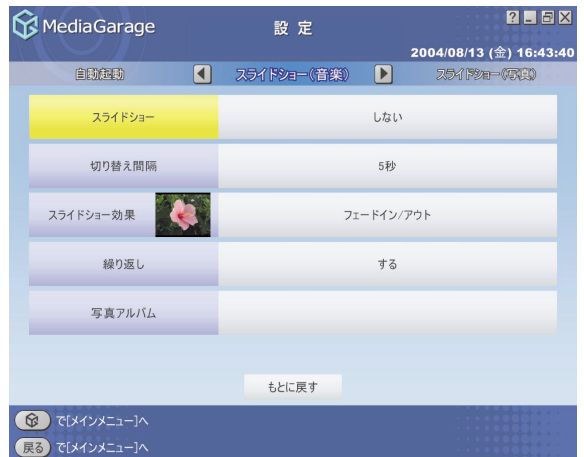 MediaGarage
設 定
? 
2004/08/13 (金) 16:43:40
自動起動 スライドショー(音楽) スライドショー(写真)
スライドショー しない
切り替え間隔 5秒
スライドショー効果 フェードイン/アウト
繰り返し する
写真アルバム
もとに戻す
で[メインメニュー]へ
戻る で[メインメニュー]へ